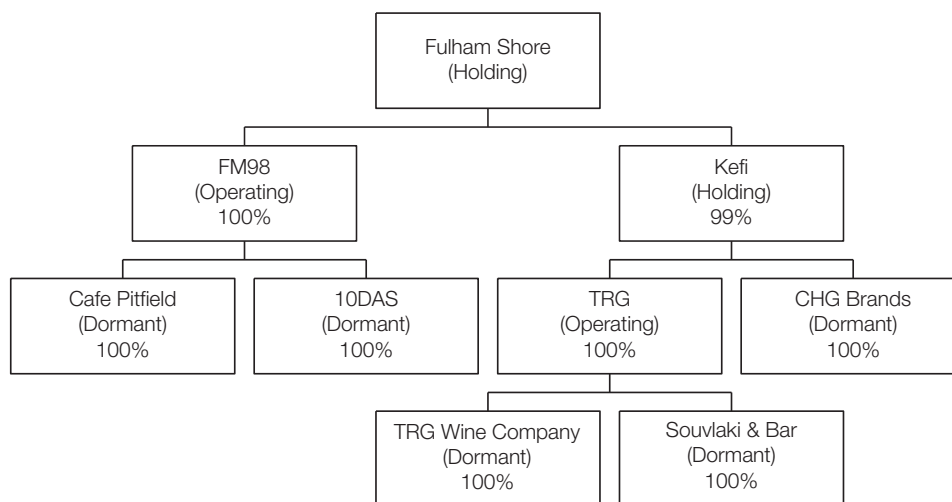 Fulham Shore
(Holding)
FM98
(Operating)
100%
Kefi
(Holding)
99%
Cafe Pitfield
(Dormant)
100%
10DAS
(Dormant)
100%
TRG
(Operating)
100%
CHG Brands
(Dormant)
100%
TRG Wine Company
(Dormant)
100%
Souvlaki & Bar
(Dormant)
100%